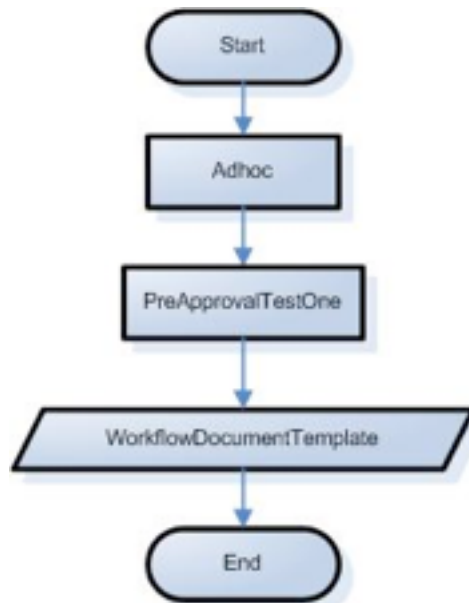 Start
Adhoc
PreApprovalTestOne
WorkflowDocumentTemplate
End